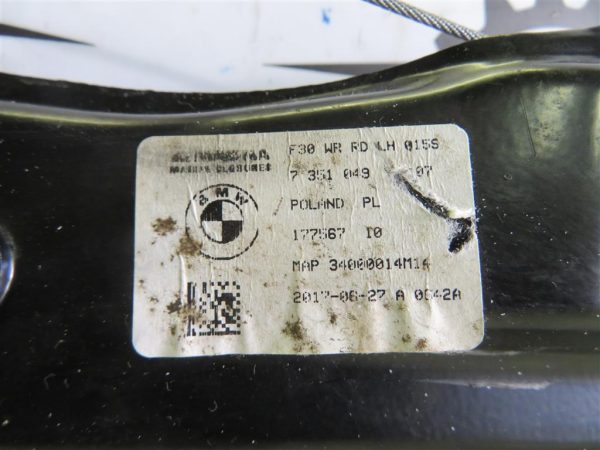 MAGNA CLOSURES
BMW
F30 WR RD LH 015S
7 351 049 07
POLAND PL
177567 I0
MAP 34000014M1A
2017-06-27 A 0642A